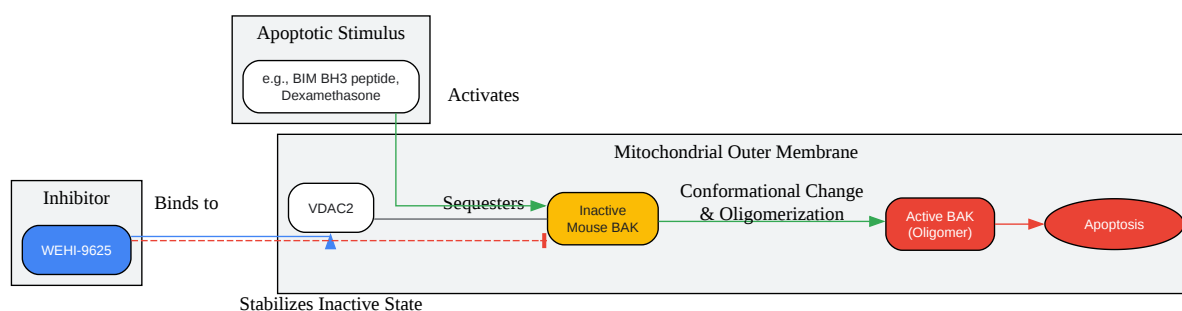 Apoptotic Stimulus
e.g., BIM BH3 peptide,
Dexamethasone
Activates
Mitochondrial Outer Membrane
Inhibitor
WEHI-9625
Binds to
VDAC2
Sequesters
Inactive
Mouse BAK
Conformational Change
& Oligomerization
Active BAK
(Oligomer)
Apoptosis
Stabilizes Inactive State